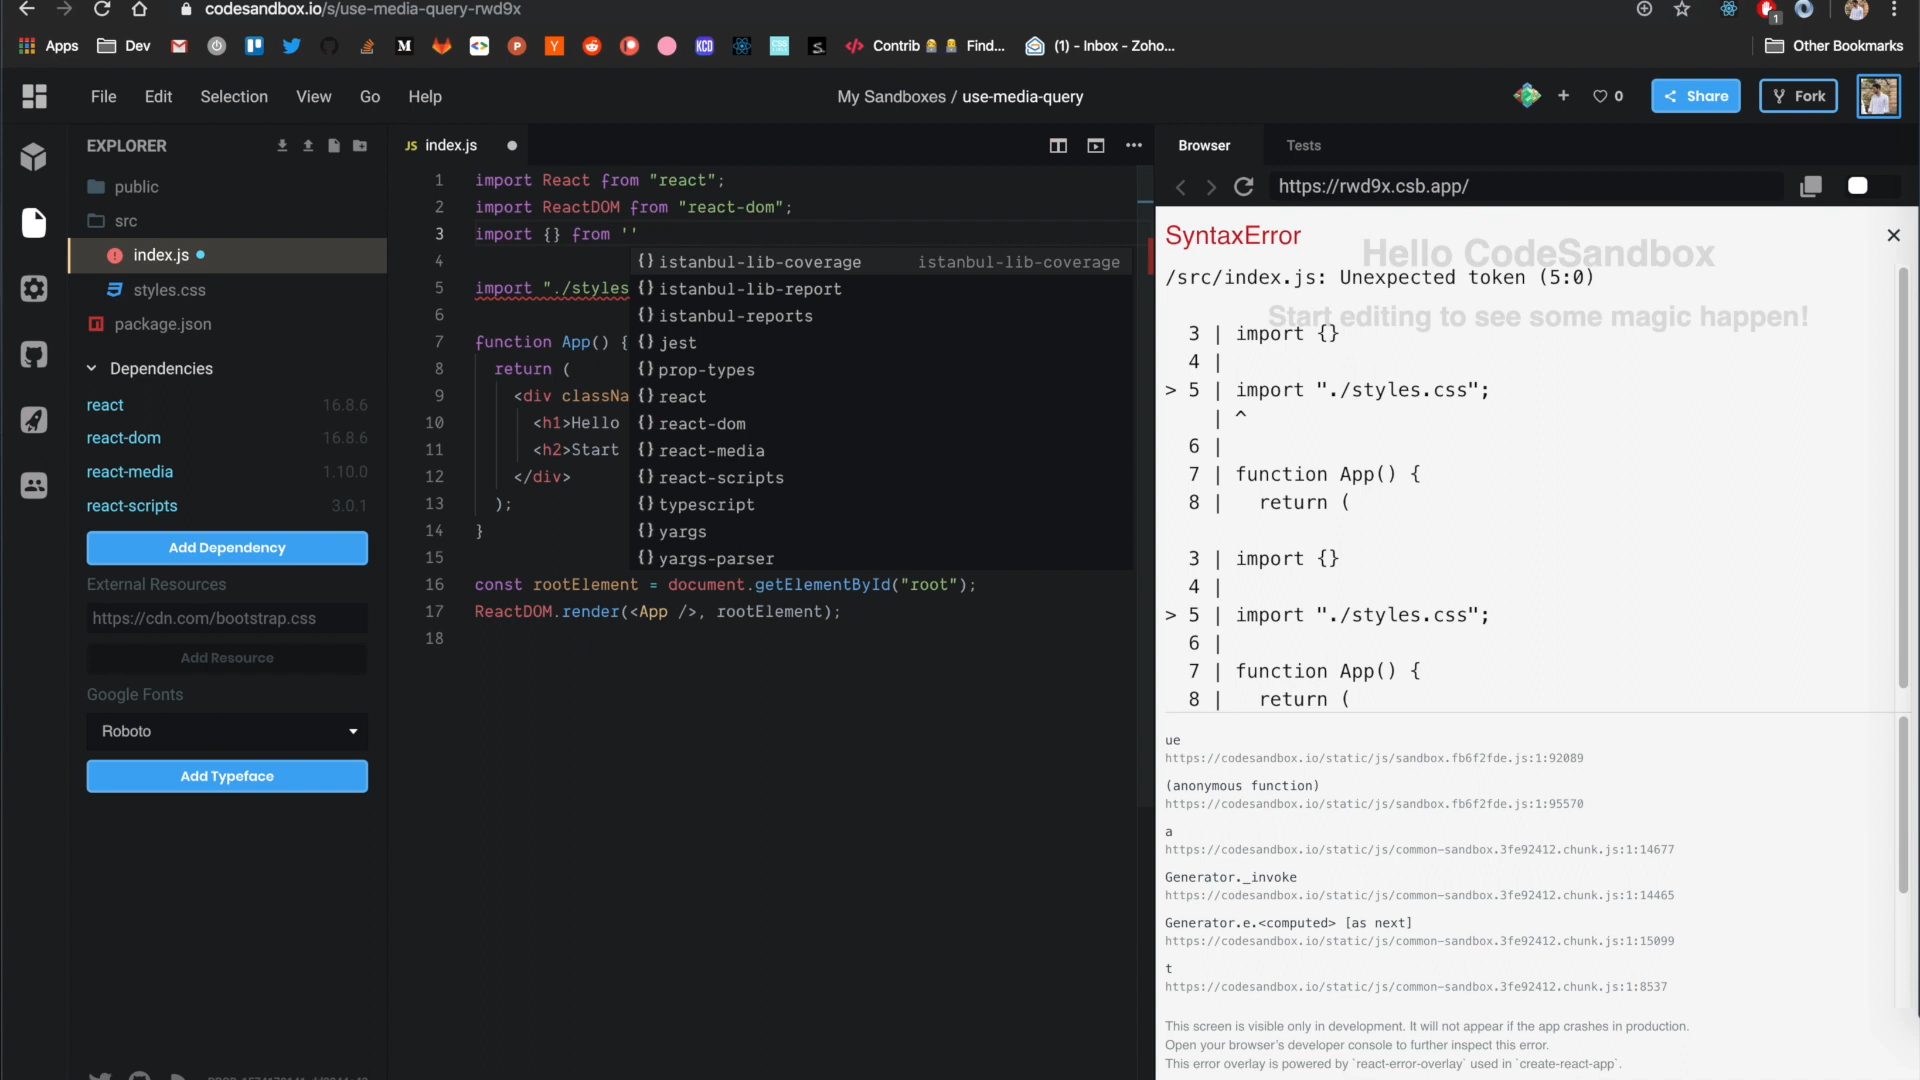 codesandbox.io/s/use-media-query-rwd9x
1
Apps
Dev
M
P
Y
KCD
Contrib
Find...
(1) - Inbox - Zoho...
Other Bookmarks
File Edit Selection View Go Help
My Sandboxes / use-media-query
0
Share
Fork
EXPLORER
public
src
index.js
styles.css
package.json
Dependencies
react 16.8.6
react-dom 16.8.6
react-media 1.10.0
react-scripts 3.0.1
Add Dependency
External Resources
https://cdn.com/bootstrap.css
Add Resource
Google Fonts
Roboto
Add Typeface
JS index.js
1 import React from "react";
2 import ReactDOM from "react-dom";
3 import {} from ''
4
5 import "./styles
6
7 function App() {
8 return (
9 <div classNa
10 <h1>Hello
11 <h2>Start
12 </div>
13 );
14 }
15
16 const rootElement = document.getElementById("root");
17 ReactDOM.render(<App />, rootElement);
18
{} istanbul-lib-coverage istanbul-lib-coverage
{} istanbul-lib-report
{} istanbul-reports
{} jest
{} prop-types
{} react
{} react-dom
{} react-media
{} react-scripts
{} typescript
{} yargs
{} yargs-parser
Browser Tests
https://rwd9x.csb.app/
SyntaxError
Hello CodeSandbox
/src/index.js: Unexpected token (5:0)
Start editing to see some magic happen!
3 | import {}
4 |
> 5 | import "./styles.css";
| ^
6 |
7 | function App() {
8 | return (
3 | import {}
4 |
> 5 | import "./styles.css";
6 |
7 | function App() {
8 | return (
ue
https://codesandbox.io/static/js/sandbox.fb6f2fde.js:1:92089
(anonymous function)
https://codesandbox.io/static/js/sandbox.fb6f2fde.js:1:95570
a
https://codesandbox.io/static/js/common-sandbox.3fe92412.chunk.js:1:14677
Generator._invoke
https://codesandbox.io/static/js/common-sandbox.3fe92412.chunk.js:1:14465
Generator.e.<computed> [as next]
https://codesandbox.io/static/js/common-sandbox.3fe92412.chunk.js:1:15099
t
https://codesandbox.io/static/js/common-sandbox.3fe92412.chunk.js:1:8537
This screen is visible only in development. It will not appear if the app crashes in production.
Open your browser's developer console to further inspect this error.
This error overlay is powered by `react-error-overlay` used in `create-react-app`.